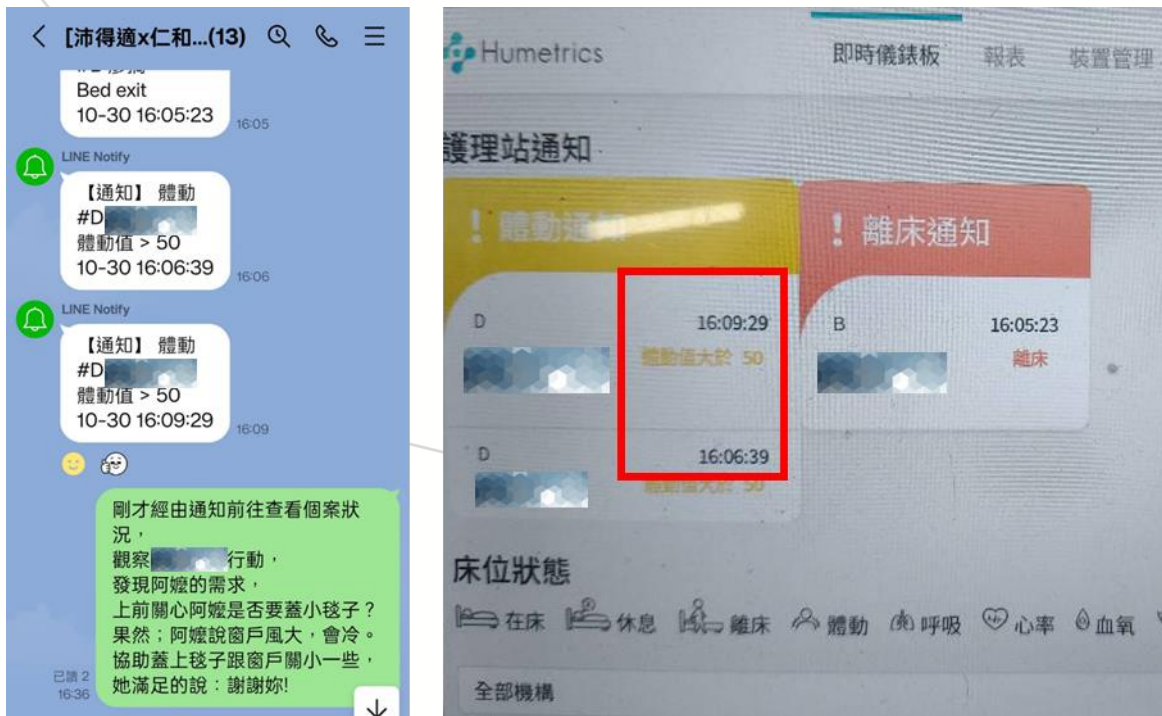 [沛得適x仁和...(13)
Bed exit
10-30 16:05:23
16:05
LINE Notify
【通知】 體動
#D
體動值 > 50
10-30 16:06:39
16:06
LINE Notify
【通知】 體動
#D
體動值 > 50
10-30 16:09:29
16:09
剛才經由通知前往查看個案狀
況，
觀察 行動，
發現阿嬤的需求，
上前關心阿嬤是否要蓋小毯子？
果然；阿嬤說窗戶風大，會冷。
協助蓋上毯子跟窗戶關小一些，
她滿足的說：謝謝妳!
已讀 2
16:36
Humetrics
即時儀錶板 報表 裝置管理
護理站通知
! 體動通知
D 16:09:29
體動值大於 50
D 16:06:39
體動值大於 50
! 離床通知
B 16:05:23
離床
床位狀態
在床 休息 離床 體動 呼吸 心率 血氧
全部機構